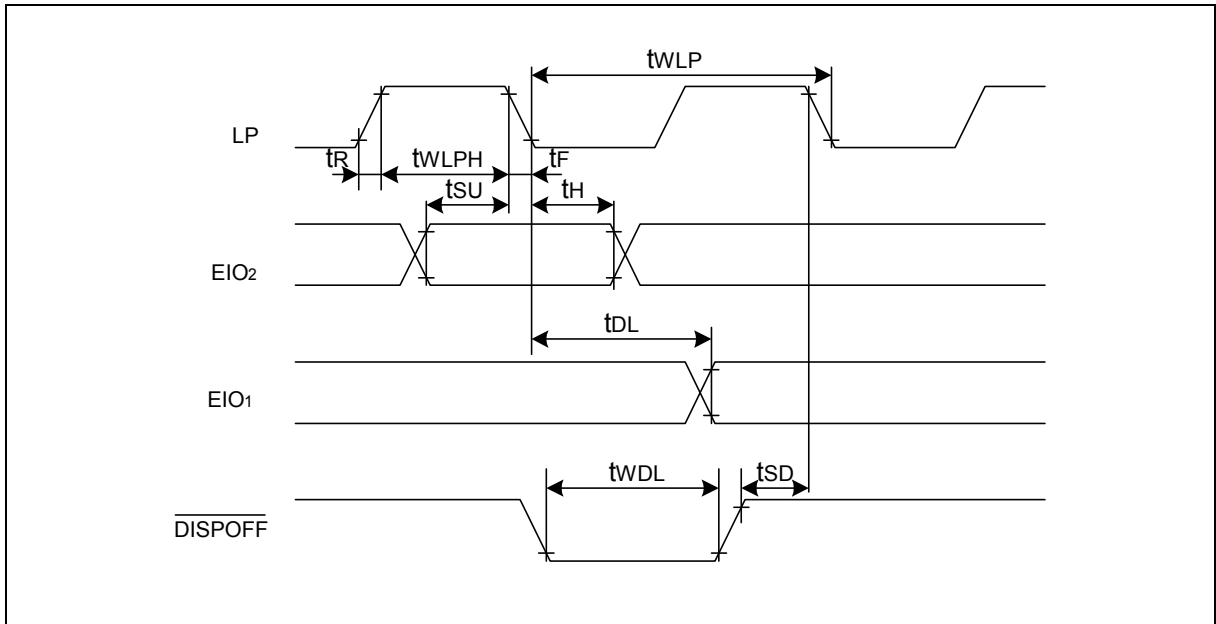 tWLP
LP
tR tWLPH tF
tSU tH
EIO2
tDL
EIO1
tWDL tSD
DISPOFF